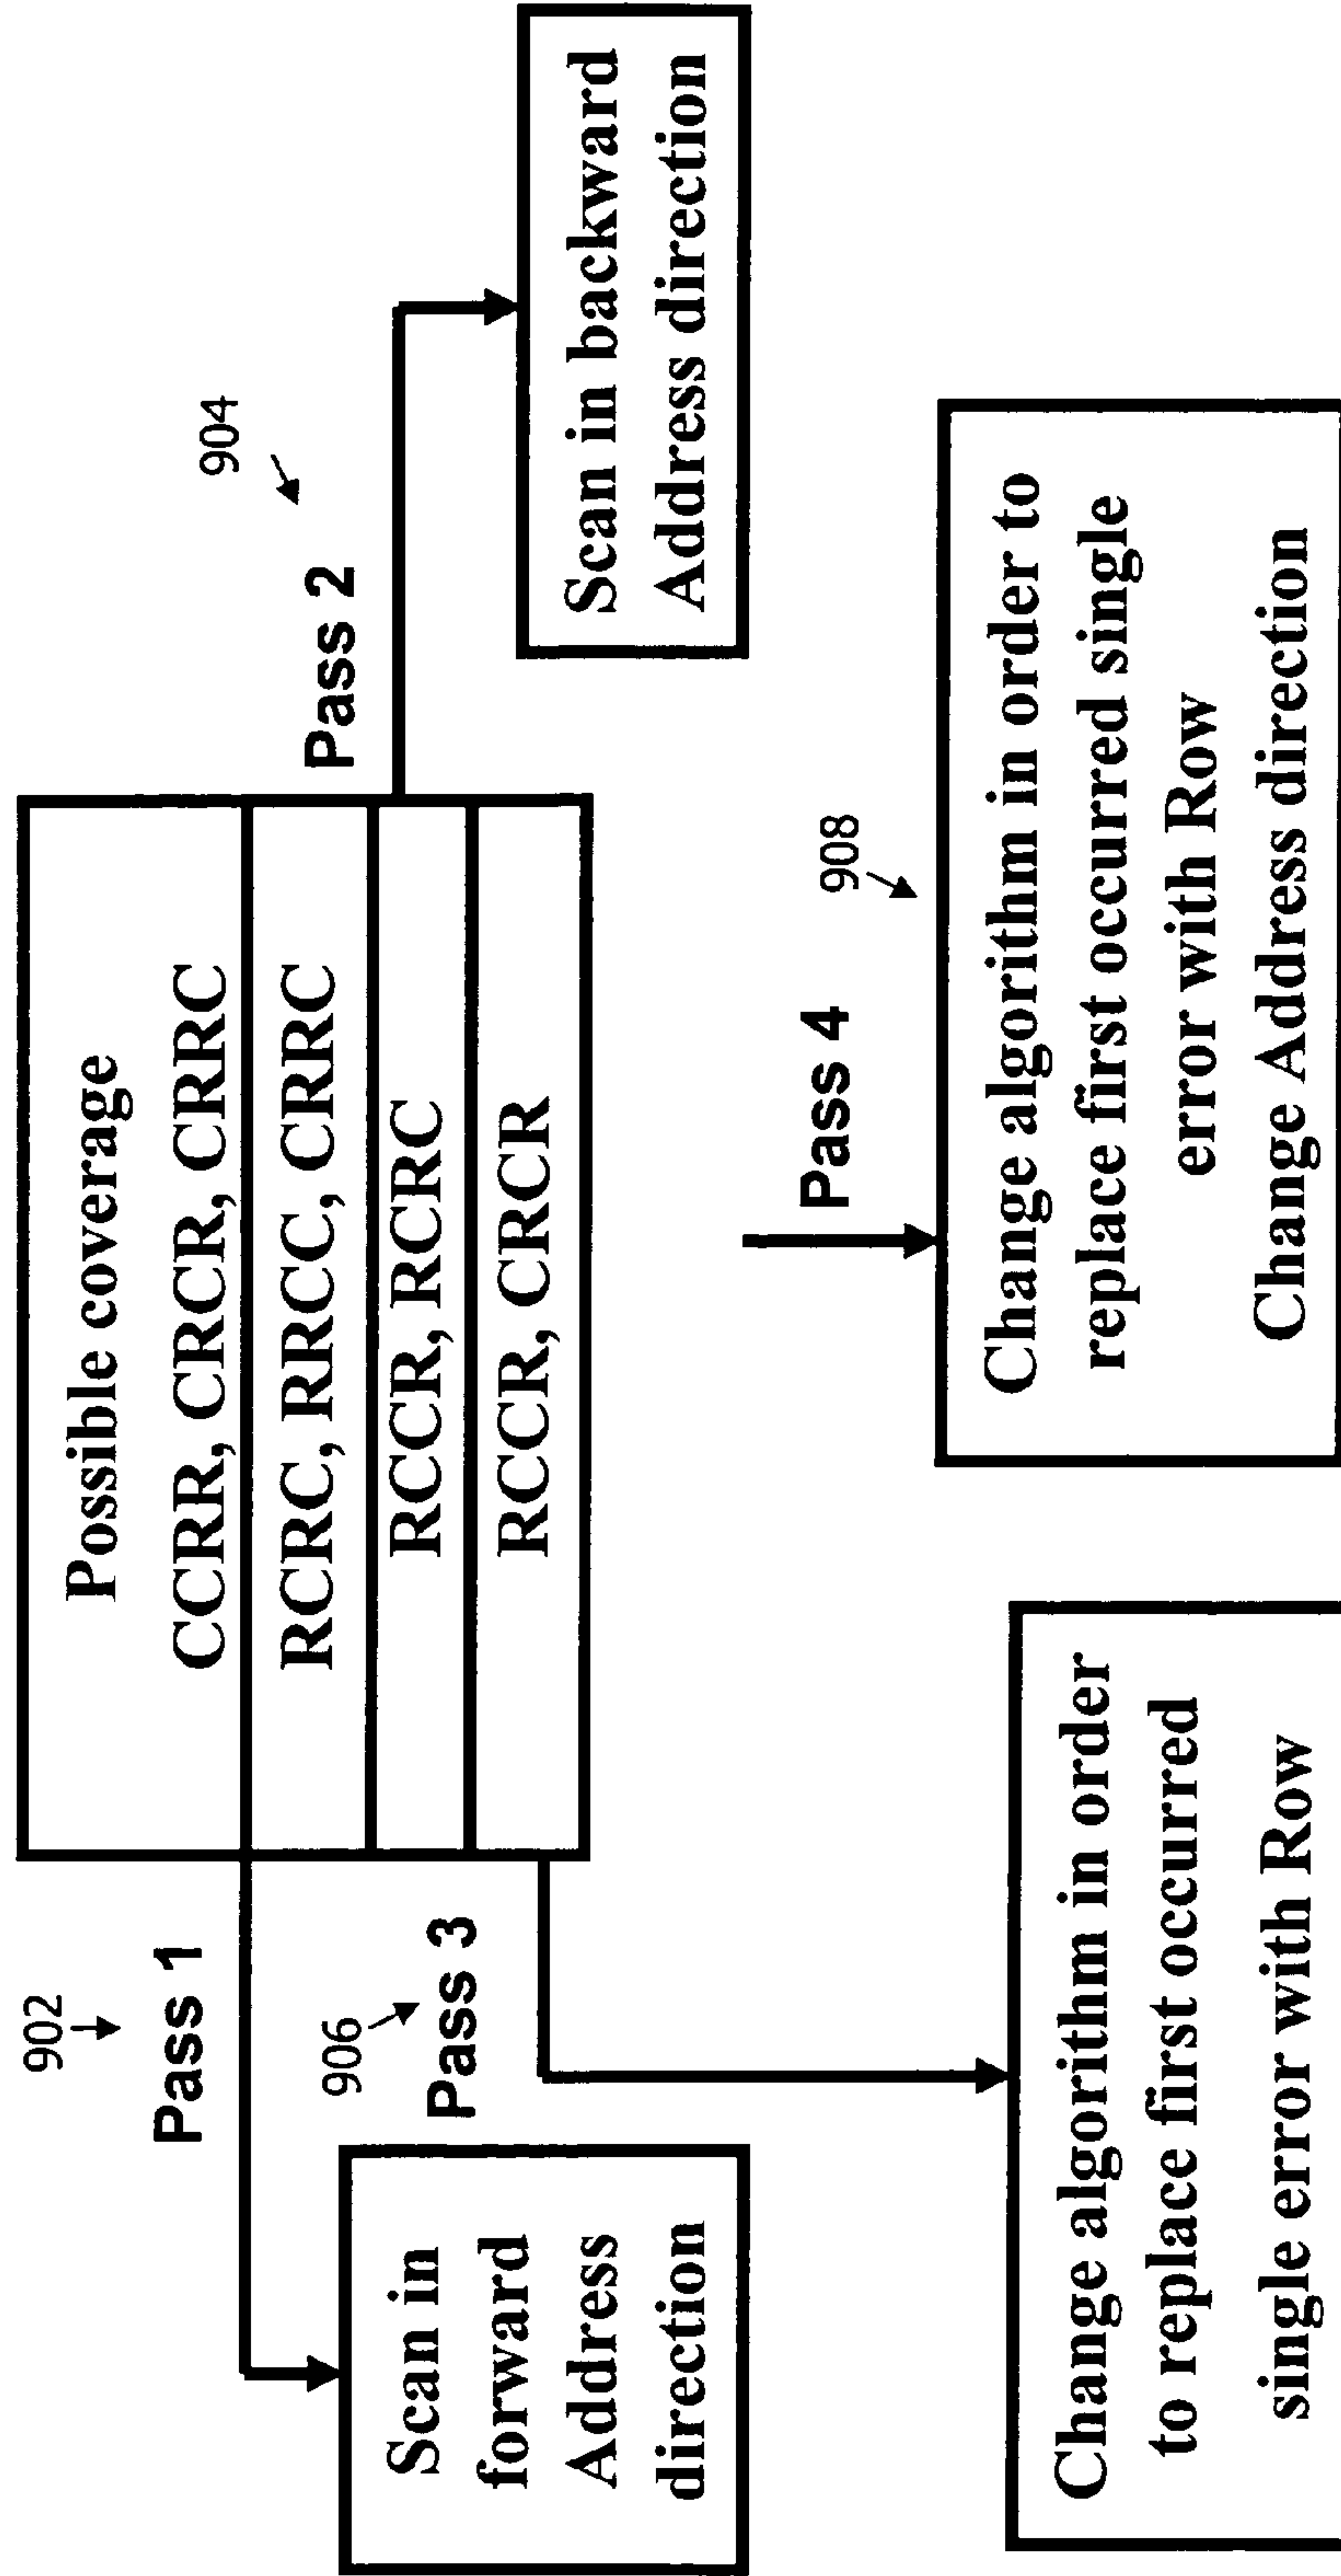 902
Pass 1
Scan in
forward
Address
direction
Possible coverage
CCRR, CRCR, CRRC
RCRC, RRCC, CRRC
RCCR, RCRC
RCCR, CRCR
904
Pass 2
Scan in backward
Address direction
906
Pass 3
Change algorithm in order
to replace first occurred
single error with Row
908
Pass 4
Change algorithm in order to
replace first occurred single
error with Row
Change Address direction